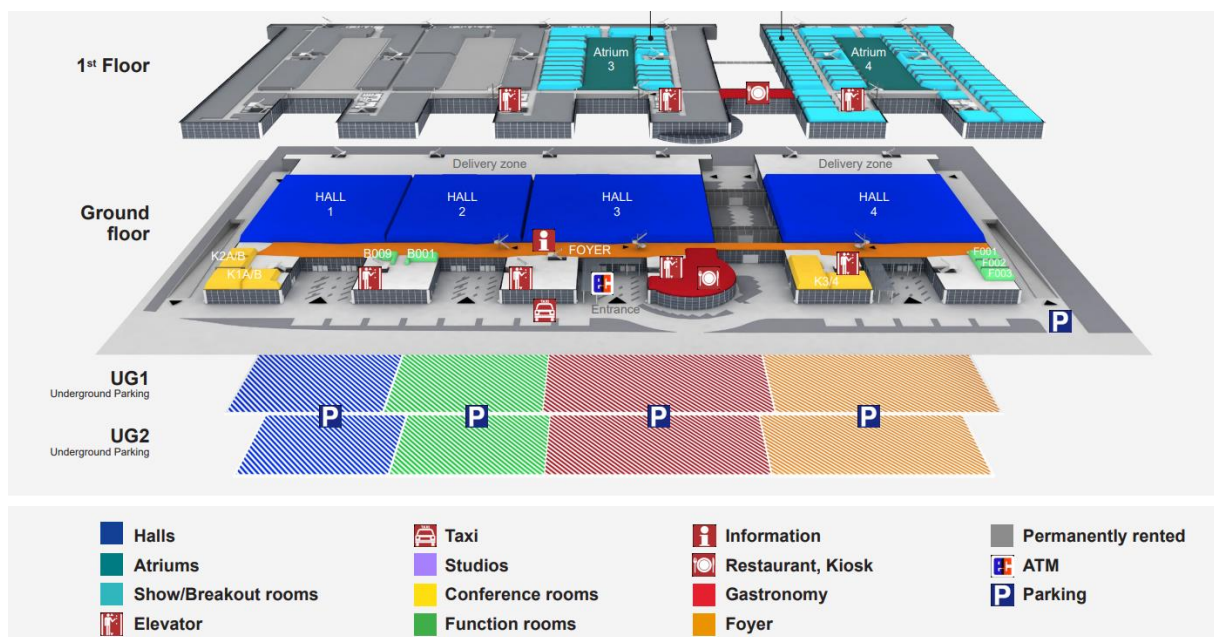 1st Floor
Atrium
3
Atrium
4
Delivery zone
Delivery zone
Ground
floor
HALL
1
HALL
2
HALL
3
HALL
4
K2A/B
K1A/B
B009
B001
FOYER
F001
F002
F003
K3/4
TAXI
Entrance
P
UG1
Underground Parking
P
P
P
P
UG2
Underground Parking
Halls
Atriums
Show/Breakout rooms
Elevator
TAXI
Taxi
Studios
Conference rooms
Function rooms
Information
Restaurant, Kiosk
Gastronomy
Foyer
Permanently rented
ATM
P Parking